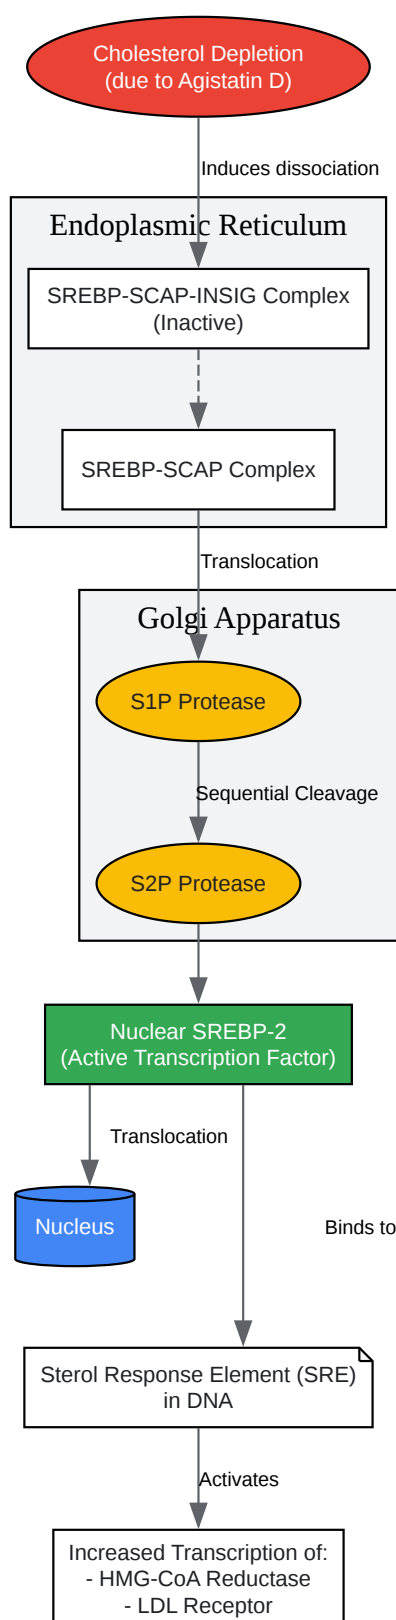 Cholesterol Depletion
(due to Agistatin D)
Induces dissociation
Endoplasmic Reticulum
SREBP-SCAP-INSIG Complex
(Inactive)
SREBP-SCAP Complex
Translocation
Golgi Apparatus
S1P Protease
Sequential Cleavage
S2P Protease
Nuclear SREBP-2
(Active Transcription Factor)
Translocation
Nucleus
Binds to
Sterol Response Element (SRE)
in DNA
Activates
Increased Transcription of:
- HMG-CoA Reductase
- LDL Receptor